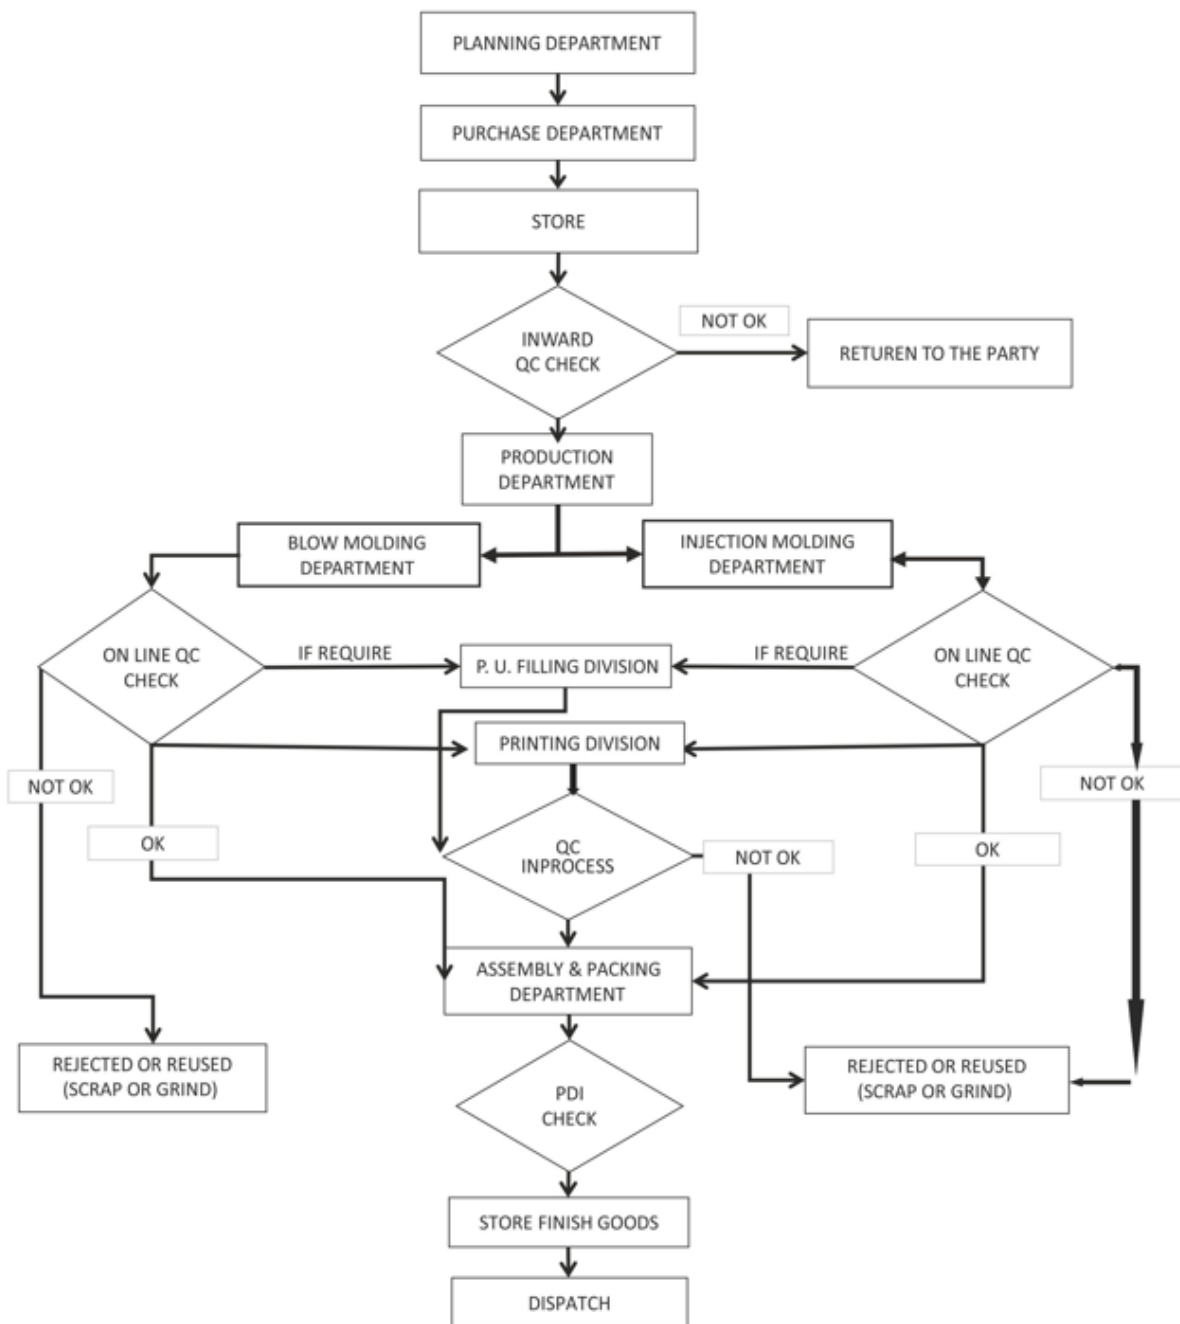 PLANNING DEPARTMENT
PURCHASE DEPARTMENT
STORE
INWARD
QC CHECK
NOT OK
RETUREN TO THE PARTY
PRODUCTION
DEPARTMENT
BLOW MOLDING
DEPARTMENT
INJECTION MOLDING
DEPARTMENT
ON LINE QC
CHECK
IF REQUIRE
P. U. FILLING DIVISION
IF REQUIRE
ON LINE QC
CHECK
PRINTING DIVISION
NOT OK
OK
QC
INPROCESS
NOT OK
OK
NOT OK
ASSEMBLY & PACKING
DEPARTMENT
REJECTED OR REUSED
(SCRAP OR GRIND)
PDI
CHECK
REJECTED OR REUSED
(SCRAP OR GRIND)
STORE FINISH GOODS
DISPATCH